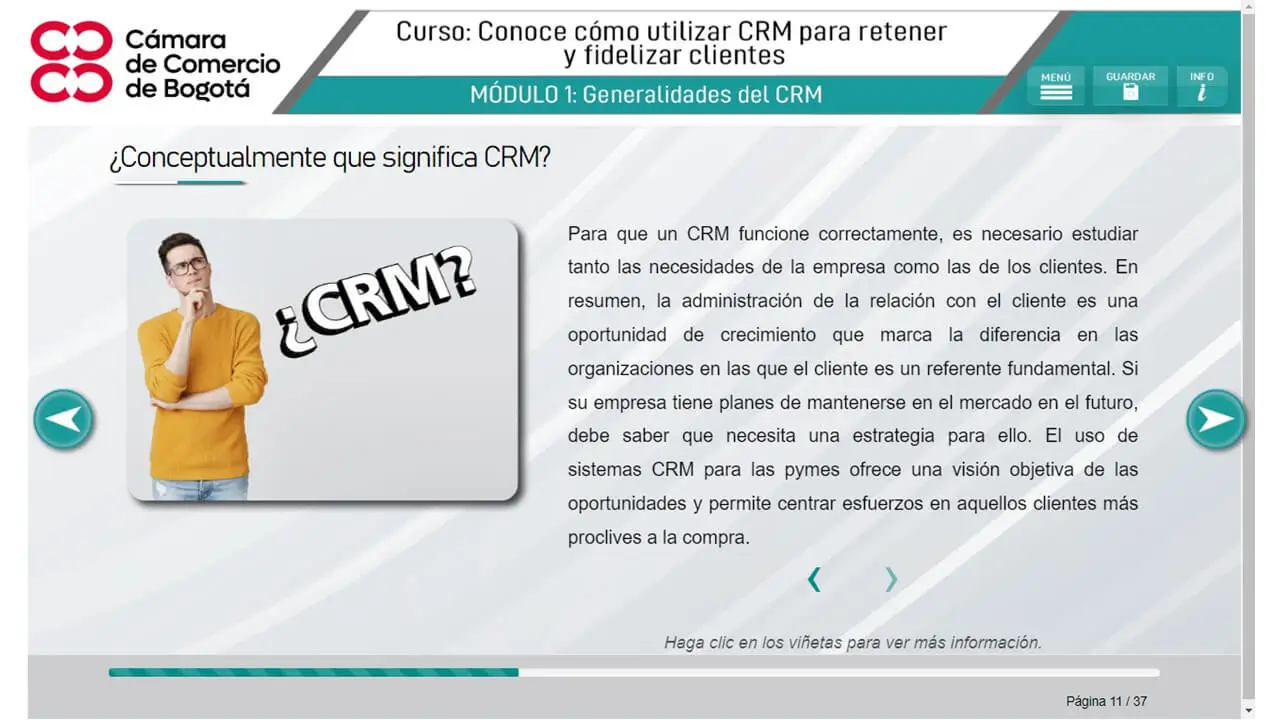 Cámara
de Comercio
de Bogotá
Curso: Conoce cómo utilizar CRM para retener
y fidelizar clientes
MÓDULO 1: Generalidades del CRM
MENÚ
GUARDAR
INFO
i
¿Conceptualmente que significa CRM?
¿CRM?
Para que un CRM funcione correctamente, es necesario estudiar
tanto las necesidades de la empresa como las de los clientes. En
resumen, la administración de la relación con el cliente es una
oportunidad de crecimiento que marca la diferencia en las
organizaciones en las que el cliente es un referente fundamental. Si
su empresa tiene planes de mantenerse en el mercado en el futuro,
debe saber que necesita una estrategia para ello. El uso de
sistemas CRM para las pymes ofrece una visión objetiva de las
oportunidades y permite centrar esfuerzos en aquellos clientes más
proclives a la compra.
Haga clic en los viñetas para ver más información.
Página 11 / 37